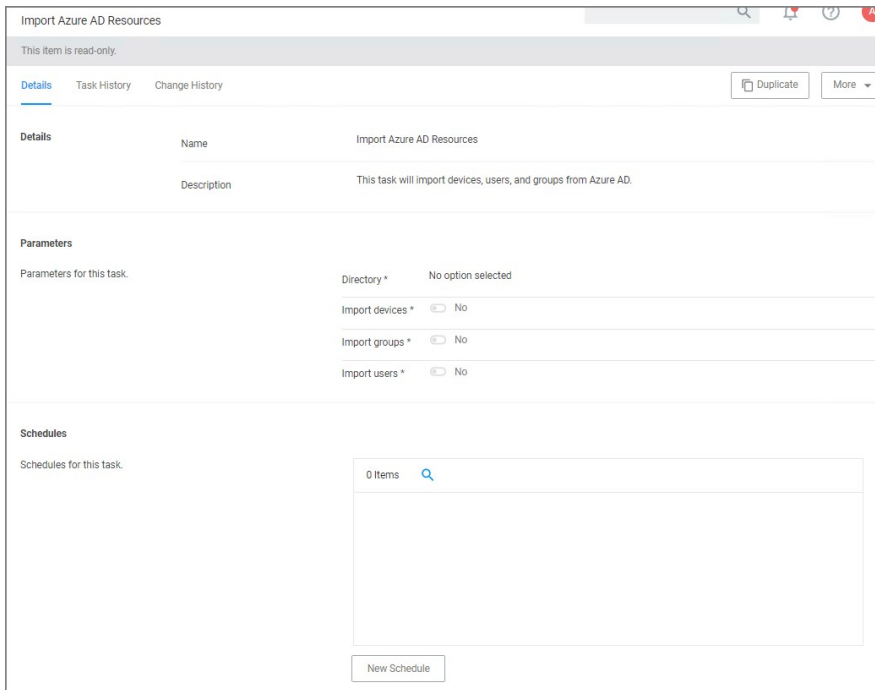 Import Azure AD Resources
This item is read-only.
Details Task History Change History Duplicate More
Details
Name Import Azure AD Resources
Description This task will import devices, users, and groups from Azure AD.
Parameters
Parameters for this task.
Directory * No option selected
Import devices * No
Import groups * No
Import users * No
Schedules
Schedules for this task.
0 Items
New Schedule